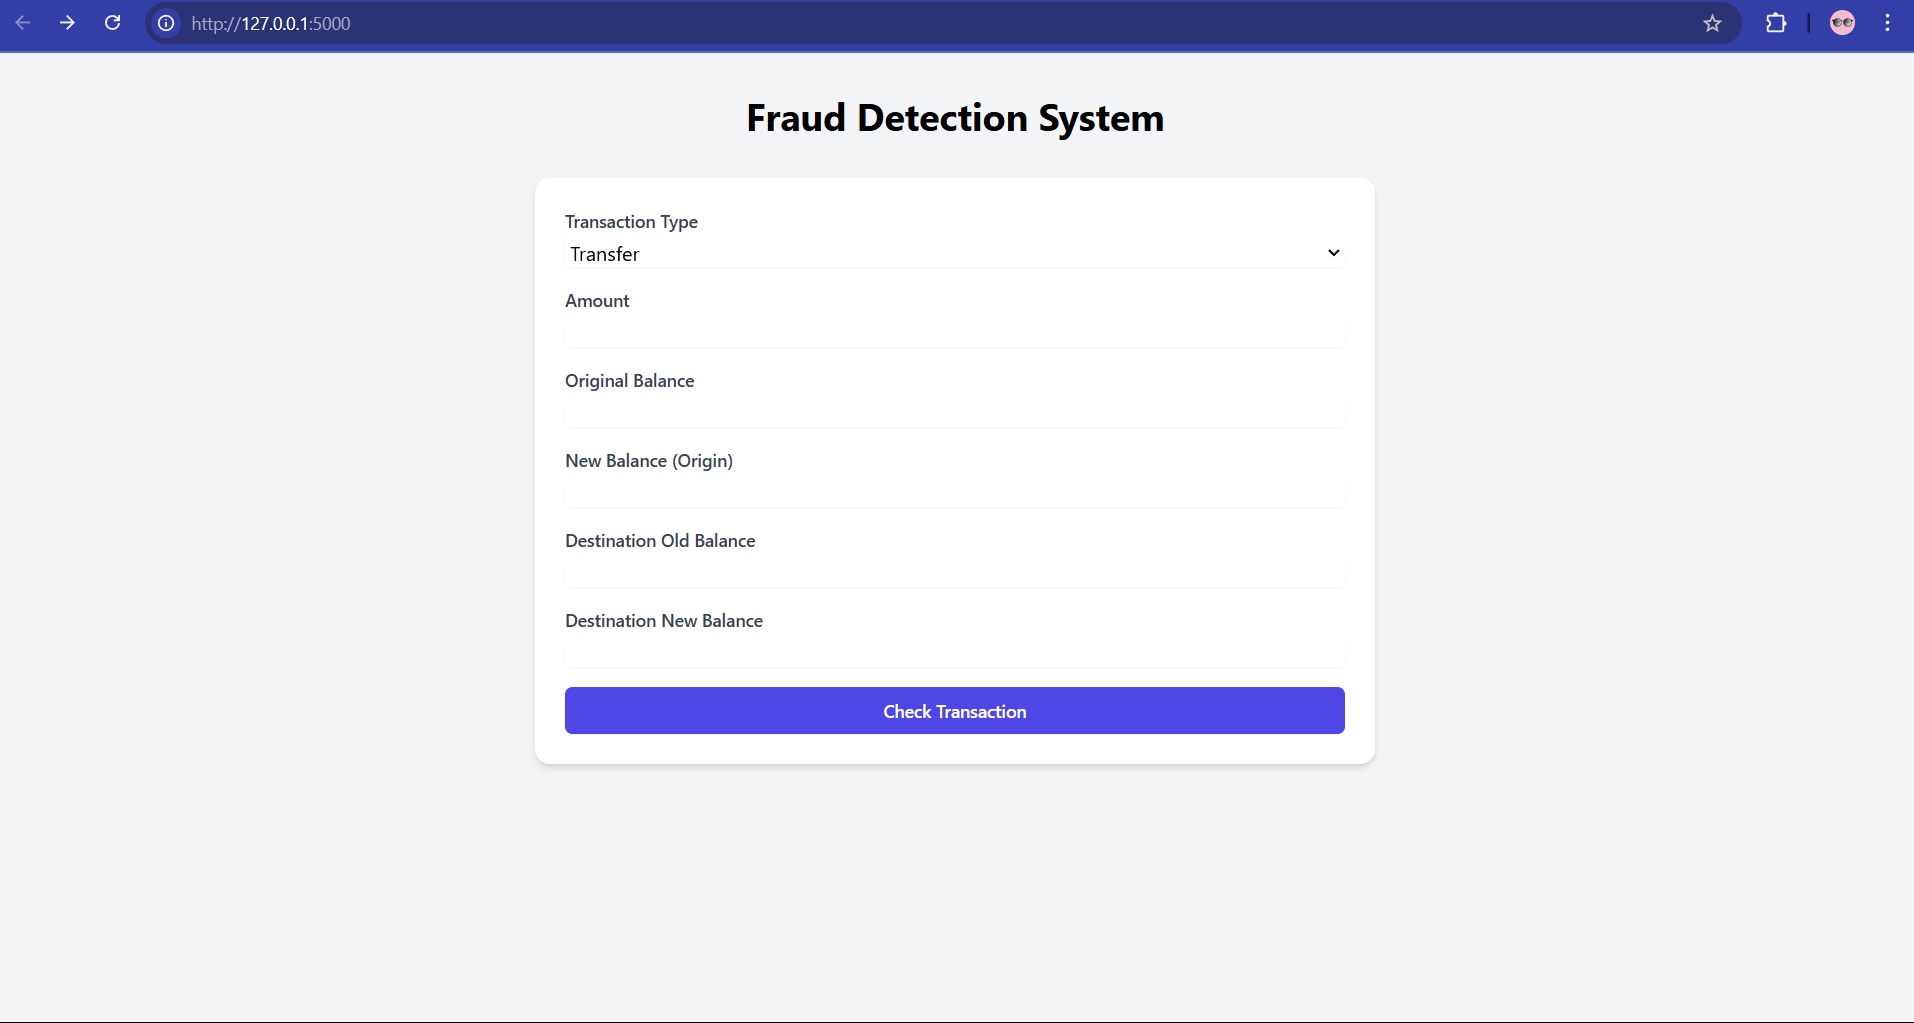 http://127.0.0.1:5000
Fraud Detection System
Transaction Type
Transfer
Amount
Original Balance
New Balance (Origin)
Destination Old Balance
Destination New Balance
Check Transaction